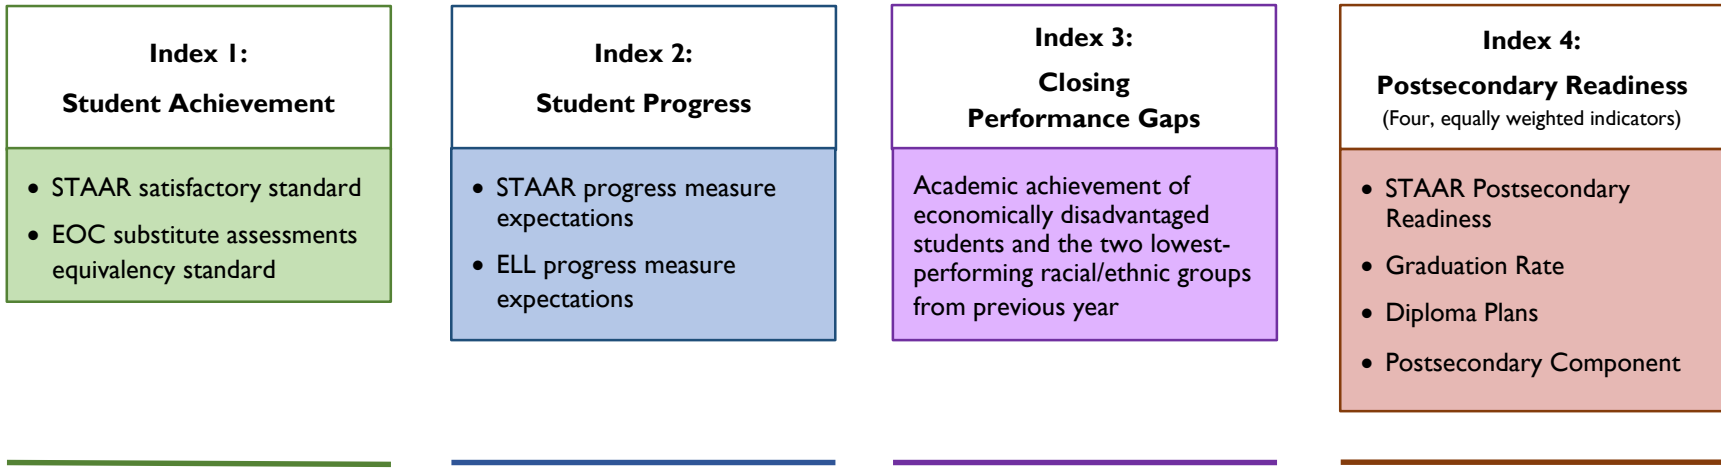 Index 1:
Student Achievement
• STAAR satisfactory standard
• EOC substitute assessments
equivalency standard
Index 2:
Student Progress
• STAAR progress measure
expectations
• ELL progress measure
expectations
Index 3:
Closing
Performance Gaps
Academic achievement of
economically disadvantaged
students and the two lowest-
performing racial/ethnic groups
from previous year
Index 4:
Postsecondary Readiness
(Four, equally weighted indicators)
• STAAR Postsecondary
Readiness
• Graduation Rate
• Diploma Plans
• Postsecondary Component